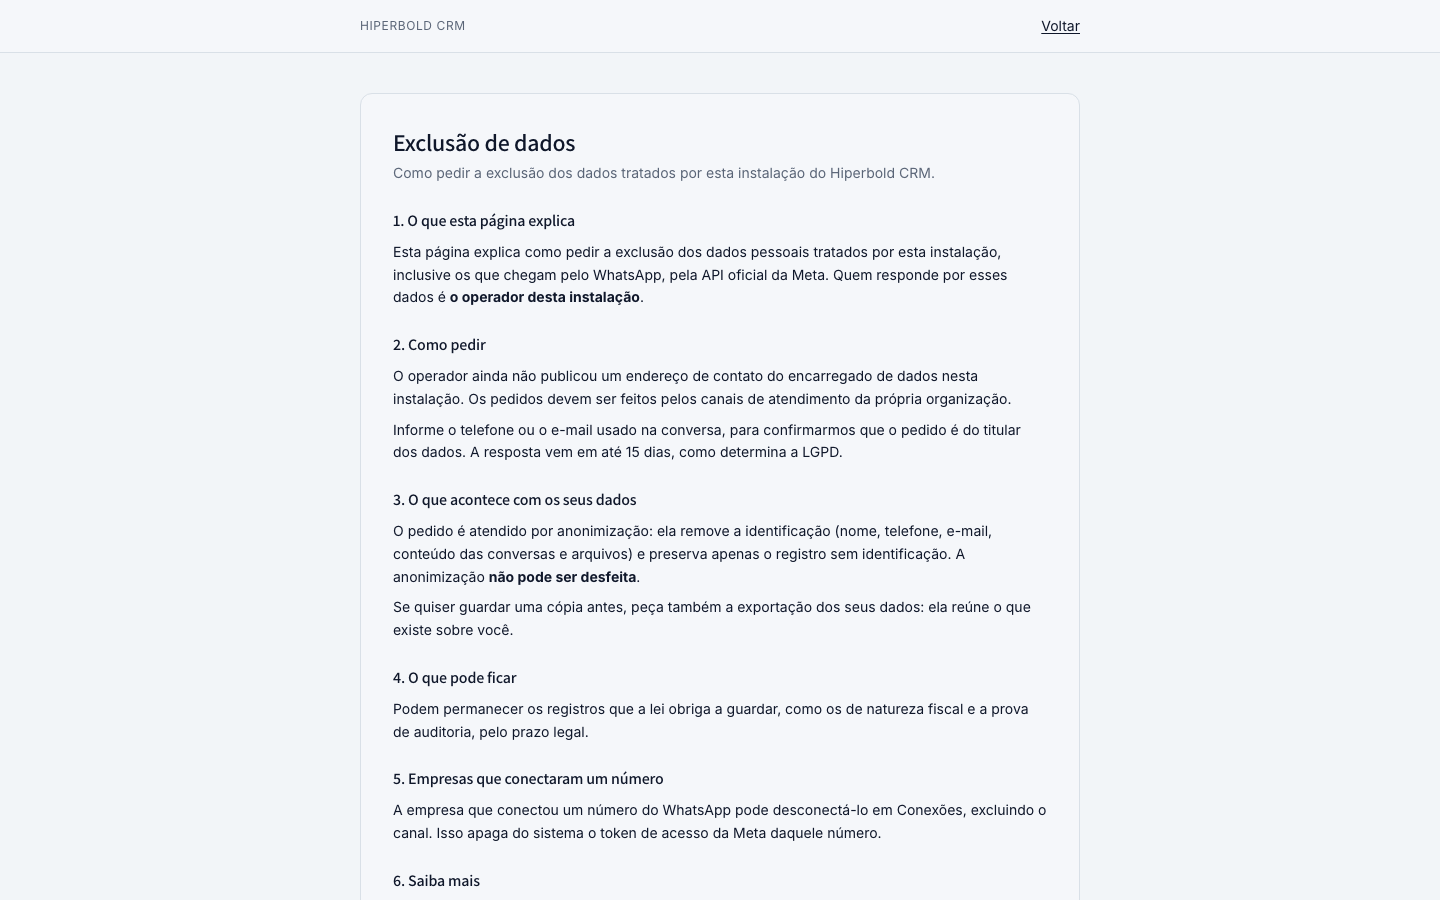 HIPERBOLD CRM
Voltar
Exclusão de dados
Como pedir a exclusão dos dados tratados por esta instalação do Hiperbold CRM.
1. O que esta página explica
Esta página explica como pedir a exclusão dos dados pessoais tratados por esta instalação,
inclusive os que chegam pelo WhatsApp, pela API oficial da Meta. Quem responde por esses
dados é o operador desta instalação.
2. Como pedir
O operador ainda não publicou um endereço de contato do encarregado de dados nesta
instalação. Os pedidos devem ser feitos pelos canais de atendimento da própria organização.
Informe o telefone ou o e-mail usado na conversa, para confirmarmos que o pedido é do titular
dos dados. A resposta vem em até 15 dias, como determina a LGPD.
3. O que acontece com os seus dados
O pedido é atendido por anonimização: ela remove a identificação (nome, telefone, e-mail,
conteúdo das conversas e arquivos) e preserva apenas o registro sem identificação. A
anonimização não pode ser desfeita.
Se quiser guardar uma cópia antes, peça também a exportação dos seus dados: ela reúne o que
existe sobre você.
4. O que pode ficar
Podem permanecer os registros que a lei obriga a guardar, como os de natureza fiscal e a prova
de auditoria, pelo prazo legal.
5. Empresas que conectaram um número
A empresa que conectou um número do WhatsApp pode desconectá-lo em Conexões, excluindo o
canal. Isso apaga do sistema o token de acesso da Meta daquele número.
6. Saiba mais